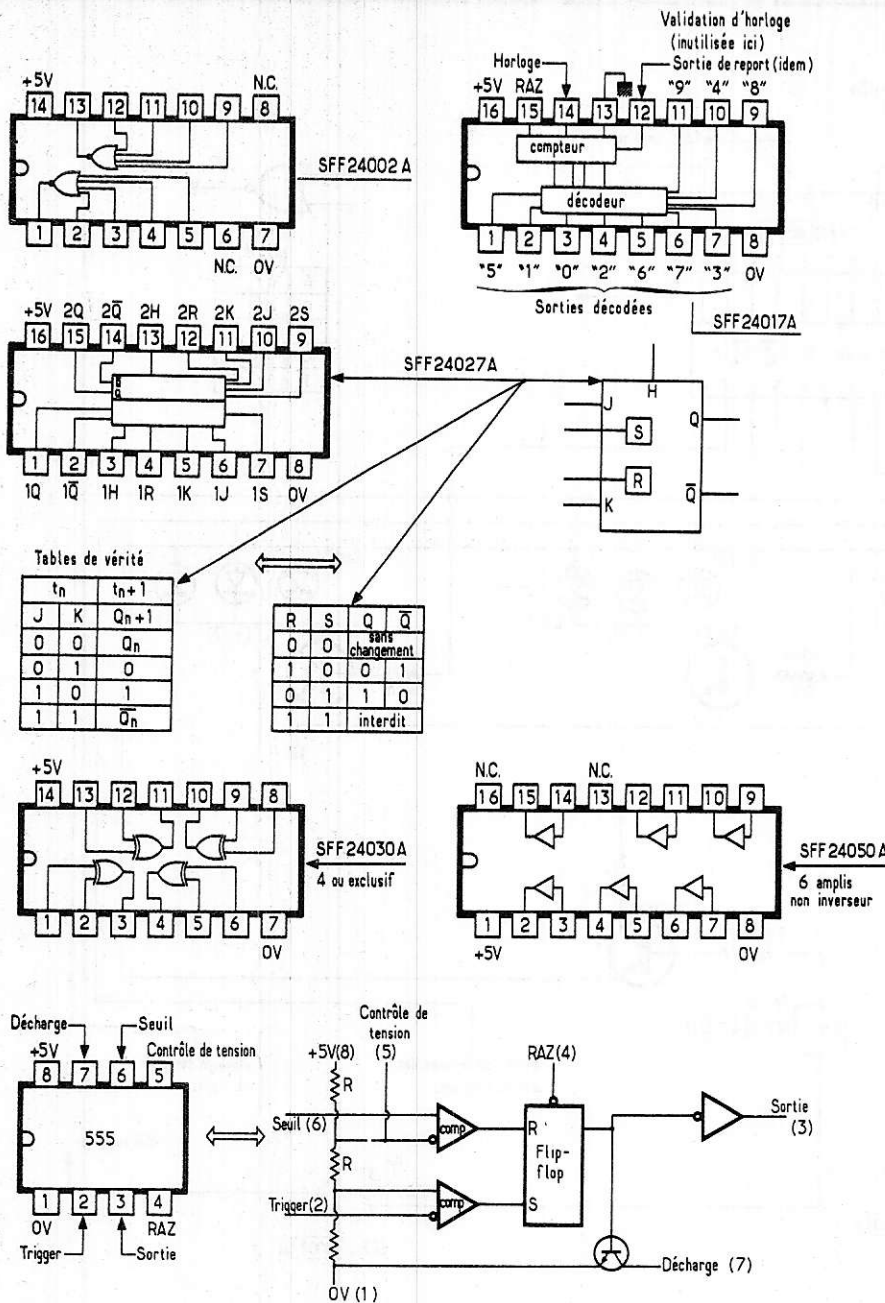 +5V N.C.
14 13 12 11 10 9 8
SFF24002 A
1 2 3 4 5 6 7
N.C. 0V
Validation d'horloge
(inutilisée ici)
Horloge Sortie de report (idem)
+5V RAZ "9" "4" "8"
16 15 14 13 12 11 10 9
compteur
décodeur
1 2 3 4 5 6 7 8
"5" "1" "0" "2" "6" "7" "3" 0V
Sorties décodées
SFF24017A
+5V 2Q 2Q̅ 2H 2R 2K 2J 2S
16 15 14 13 12 11 10 9
SFF24027A
1 2 3 4 5 6 7 8
1Q 1Q̅ 1H 1R 1K 1J 1S 0V
H
J Q
S
R
K Q̅
Tables de vérité
tn tn+1
J K Qn+1
0 0 Qn
0 1 0
1 0 1
1 1 Q̅n
R S Q Q̅
0 0 sans changement
1 0 0 1
0 1 1 0
1 1 interdit
+5V
14 13 12 11 10 9 8
SFF24030A
4 ou exclusif
1 2 3 4 5 6 7
0V
N.C. N.C.
16 15 14 13 12 11 10 9
SFF24050A
6 amplis
non inverseur
1 2 3 4 5 6 7 8
+5V 0V
Décharge Seuil
+5V Contrôle de tension
8 7 6 5
555
1 2 3 4
0V RAZ
Trigger Sortie
Contrôle de
tension
+5V(8) (5) RAZ(4)
R
Seuil (6) comp R Sortie
(3)
Flip-
flop
R
Trigger(2) comp S
Décharge (7)
0V (1)